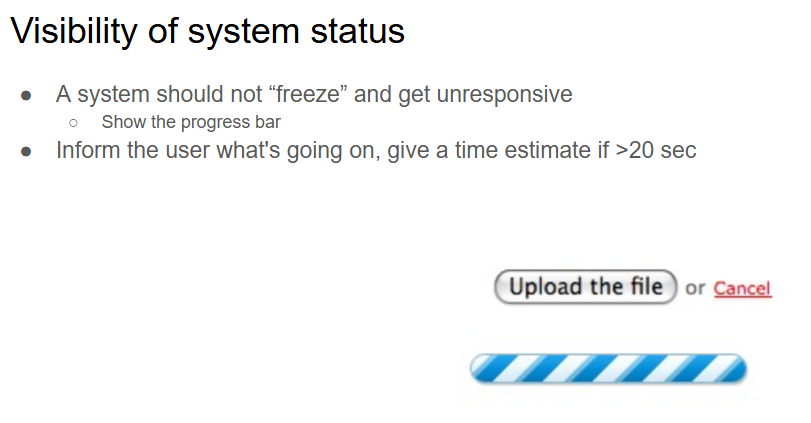 Visibility of system status
● A system should not “freeze” and get unresponsive
○ Show the progress bar
● Inform the user what's going on, give a time estimate if >20 sec
Upload the file or Cancel